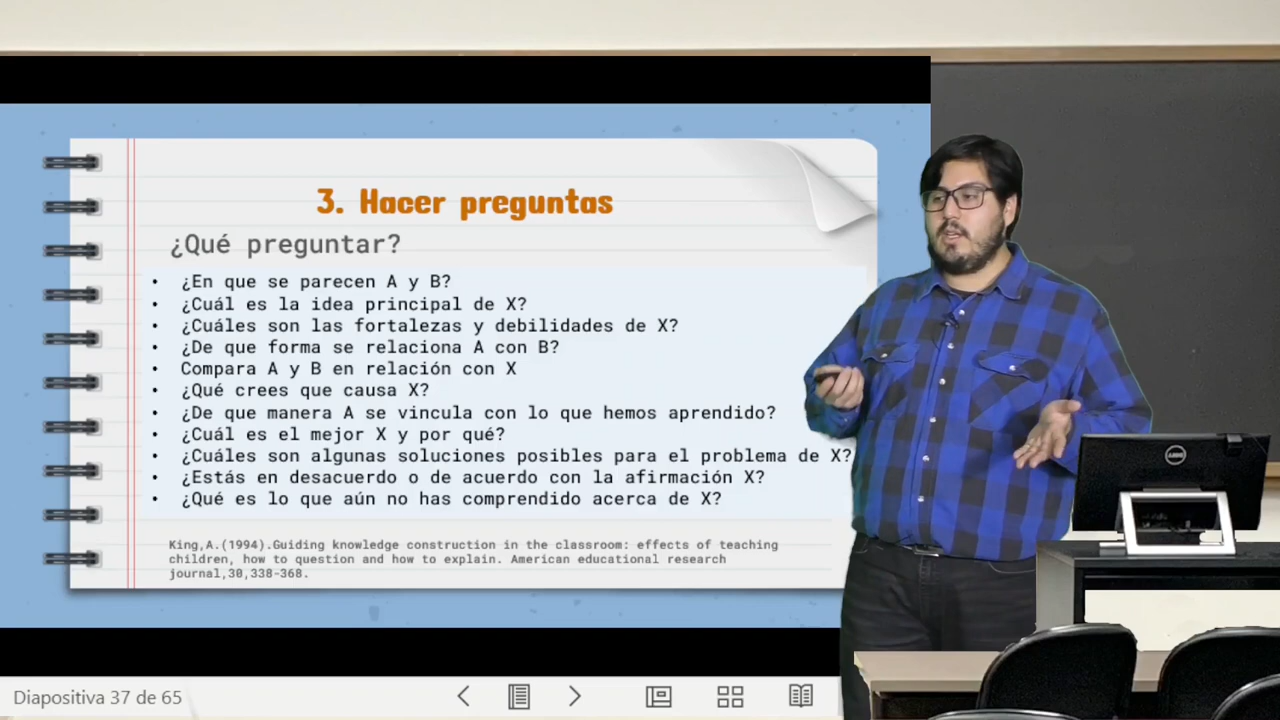 3. Hacer preguntas
¿Qué preguntar?
• ¿En que se parecen A y B?
• ¿Cuál es la idea principal de X?
• ¿Cuáles son las fortalezas y debilidades de X?
• ¿De que forma se relaciona A con B?
• Compara A y B en relación con X
• ¿Qué crees que causa X?
• ¿De que manera A se vincula con lo que hemos aprendido?
• ¿Cuál es el mejor X y por qué?
• ¿Cuáles son algunas soluciones posibles para el problema de X?
• ¿Estás en desacuerdo o de acuerdo con la afirmación X?
• ¿Qué es lo que aún no has comprendido acerca de X?
King,A.(1994).Guiding knowledge construction in the classroom: effects of teaching
children, how to question and how to explain. American educational research
journal,30,338-368.
DELL
Diapositiva 37 de 65